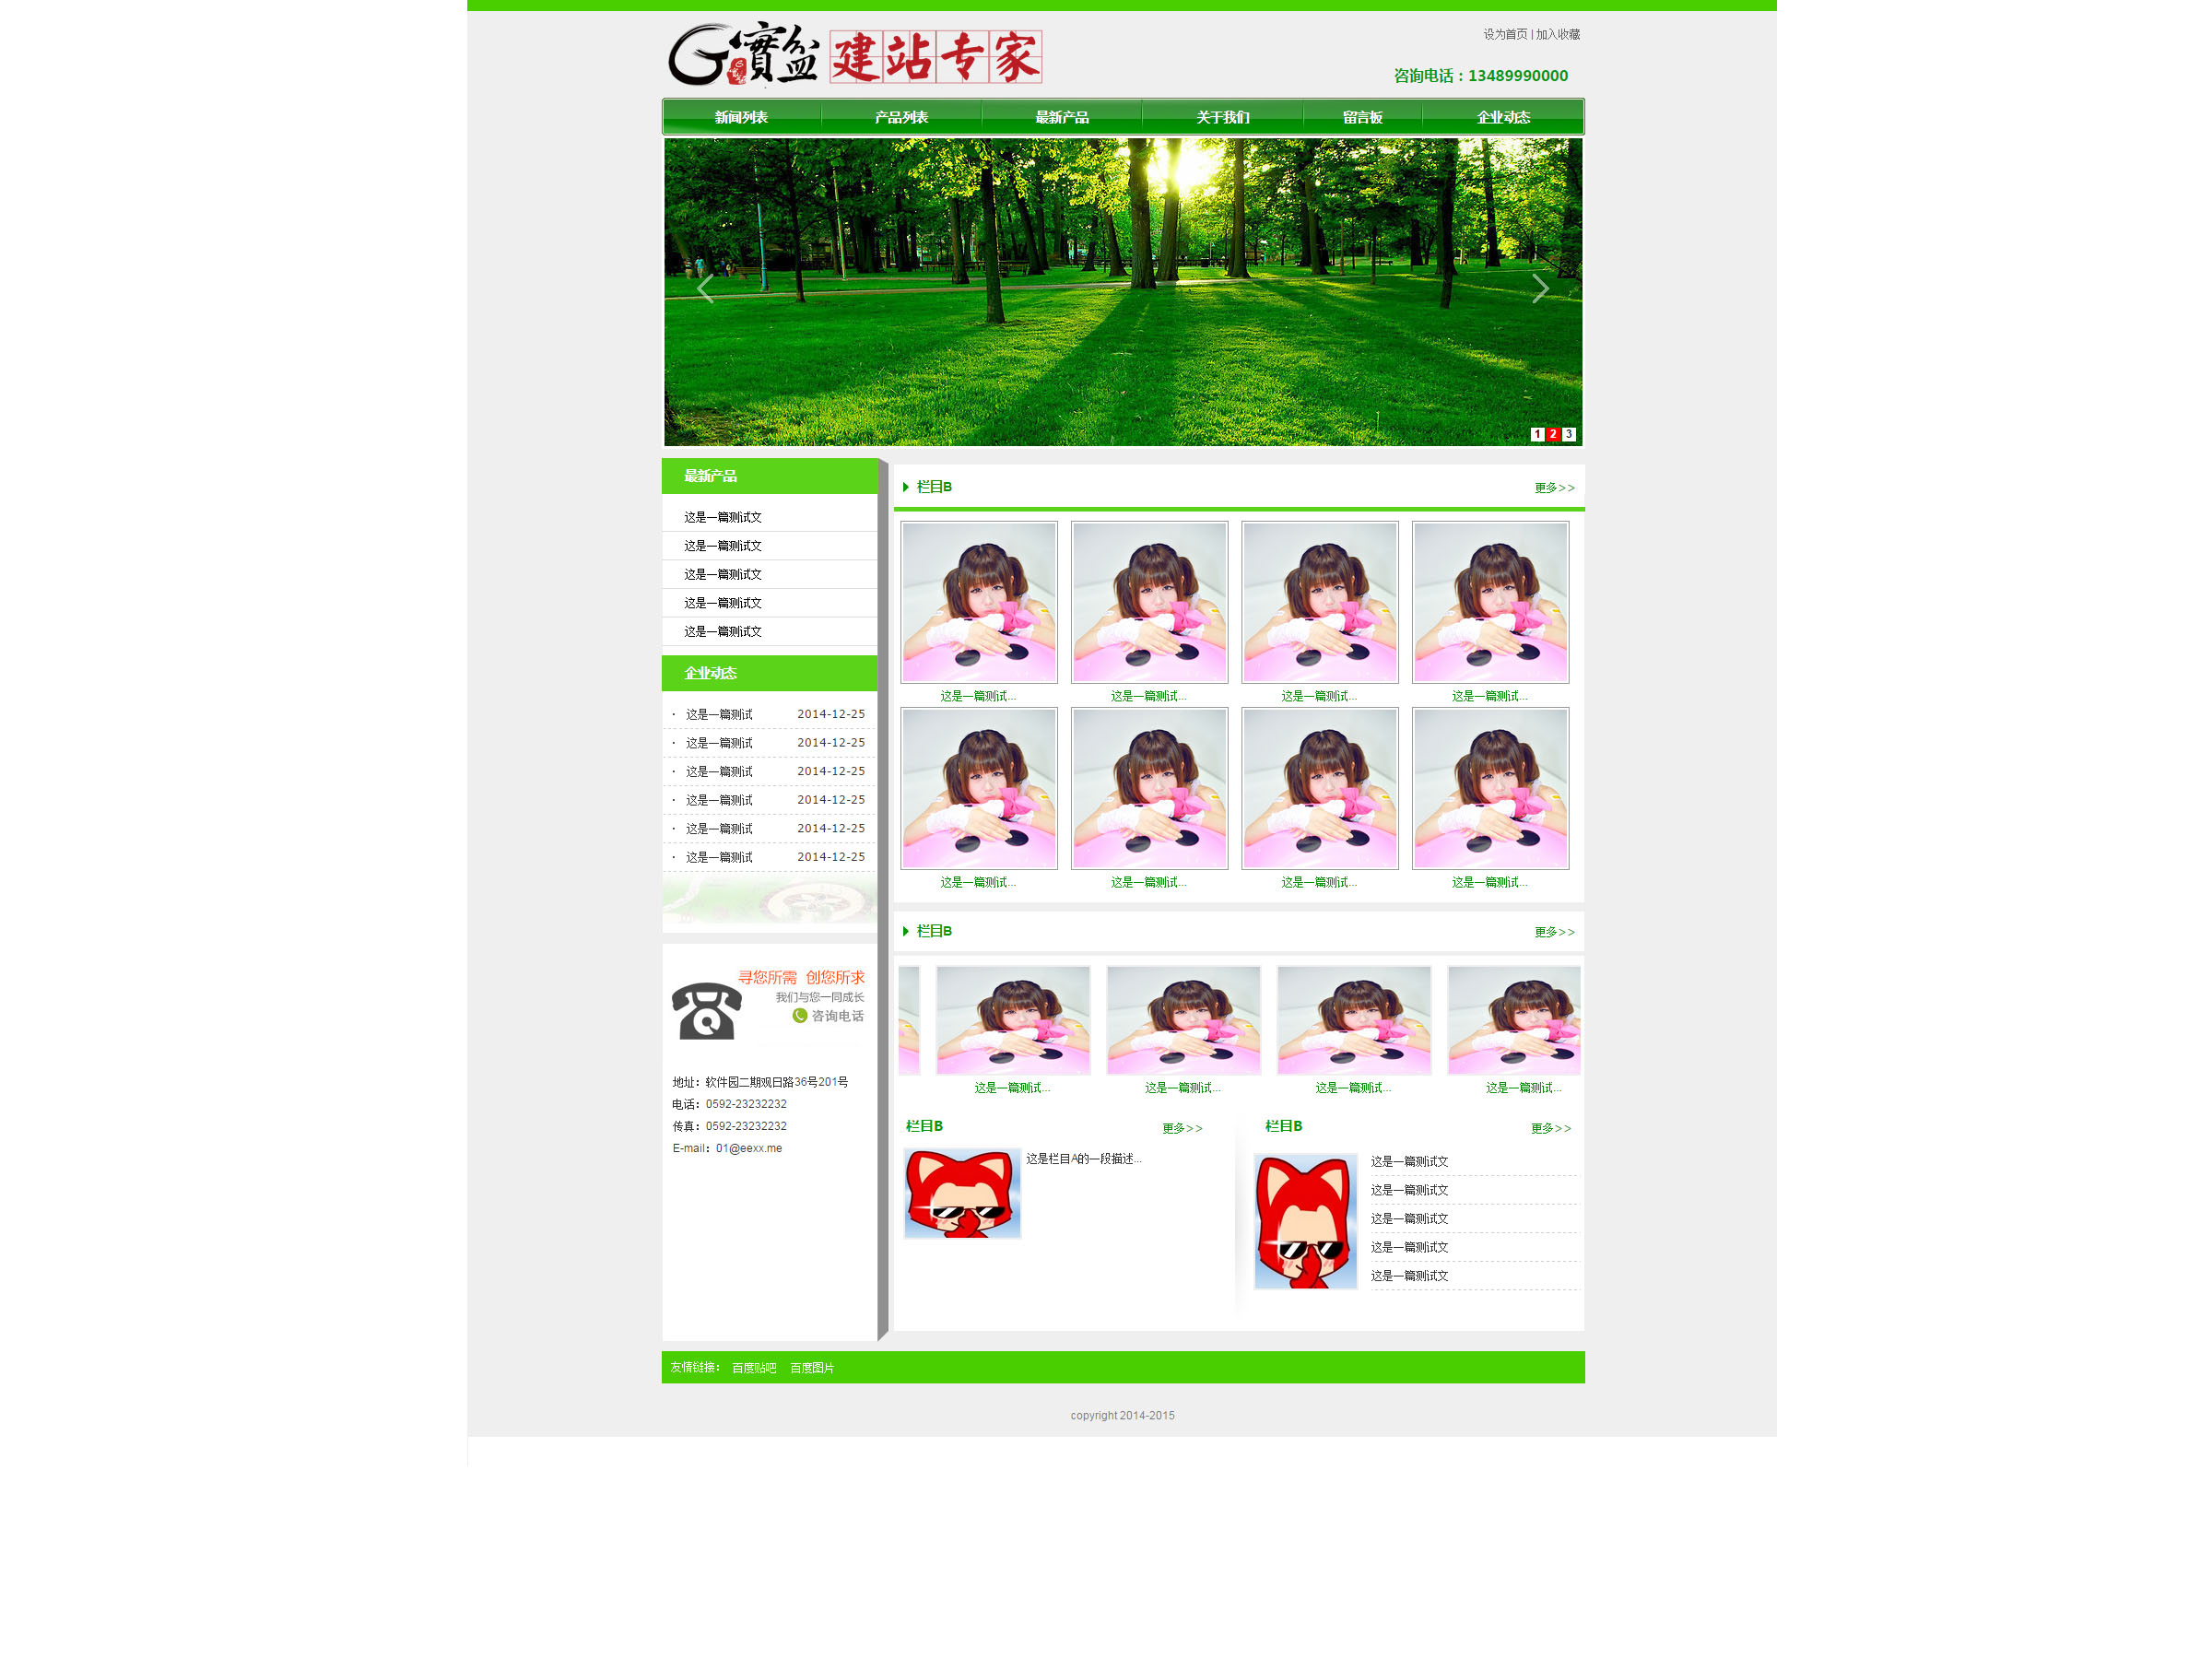 實盆 建站专家
设为首页 | 加入收藏
咨询电话：13489990000
新闻列表 产品列表 最新产品 关于我们 留言板 企业动态
1 2 3
最新产品
这是一篇测试文
这是一篇测试文
这是一篇测试文
这是一篇测试文
这是一篇测试文
企业动态
· 这是一篇测试 2014-12-25
· 这是一篇测试 2014-12-25
· 这是一篇测试 2014-12-25
· 这是一篇测试 2014-12-25
· 这是一篇测试 2014-12-25
· 这是一篇测试 2014-12-25
寻您所需 创您所求
我们与您一同成长
咨询电话
地址：软件园二期观日路36号201号
电话：0592-23232232
传真：0592-23232232
E-mail：01@eexx.me
栏目B 更多>>
这是一篇测试... 这是一篇测试... 这是一篇测试... 这是一篇测试...
这是一篇测试... 这是一篇测试... 这是一篇测试... 这是一篇测试...
栏目B 更多>>
这是一篇测试... 这是一篇测试... 这是一篇测试... 这是一篇测试...
栏目B 更多>>
这是栏目A的一段描述...
栏目B 更多>>
这是一篇测试文
这是一篇测试文
这是一篇测试文
这是一篇测试文
这是一篇测试文
友情链接： 百度贴吧 百度图片
copyright 2014-2015